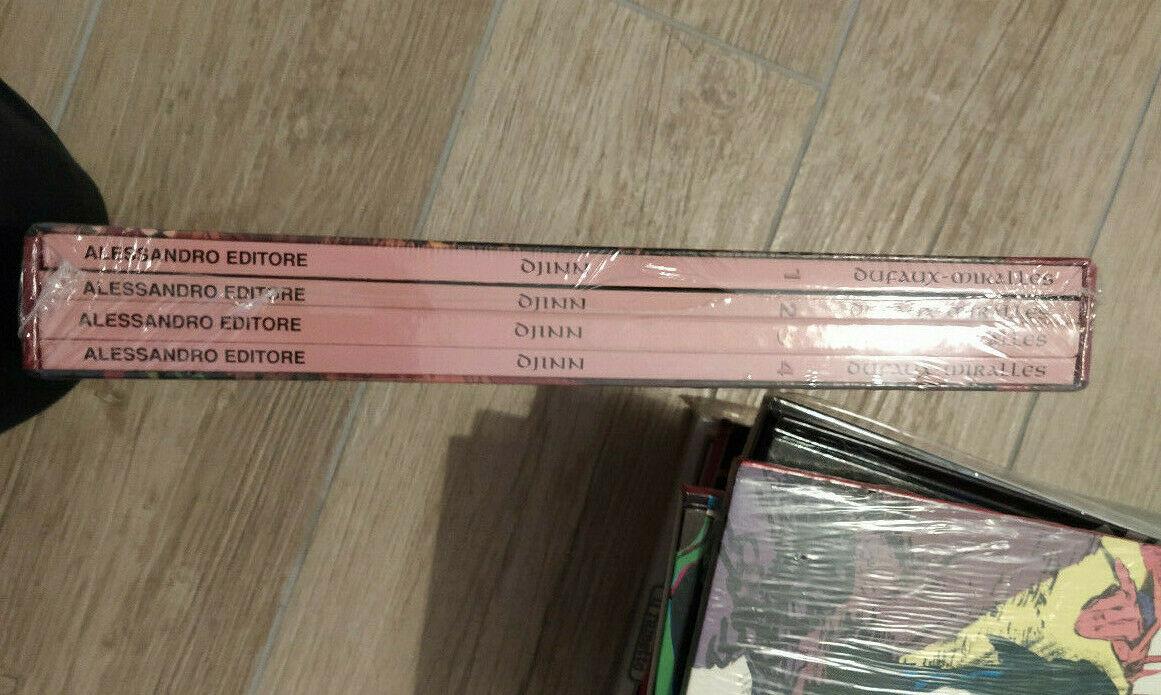 ALESSANDRO EDITORE DJINN 1 DUFAUX-MIRALLES
ALESSANDRO EDITORE DJINN 2 MIRALLES
ALESSANDRO EDITORE DJINN
ALESSANDRO EDITORE DJINN 4 DUFAUX-MIRALLES